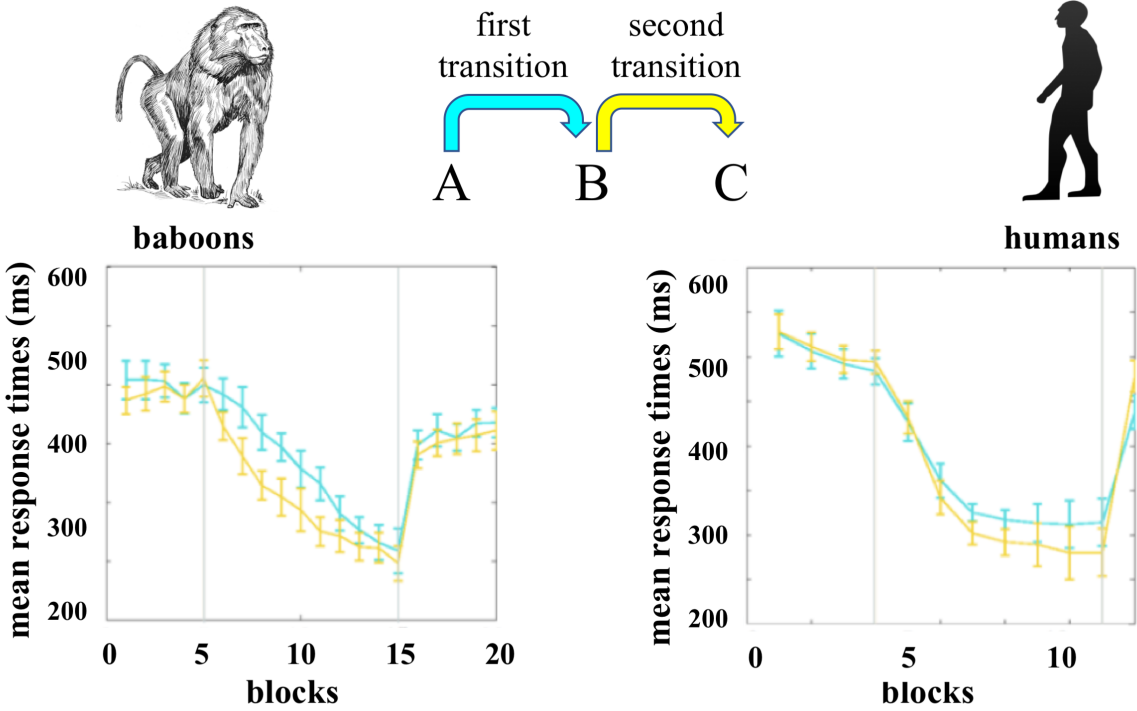 first
transition
second
transition
A
B
C
baboons
humans
mean response times (ms)
600
500
400
300
200
0
5
10
15
20
blocks
mean response times (ms)
600
500
400
300
200
0
5
10
blocks